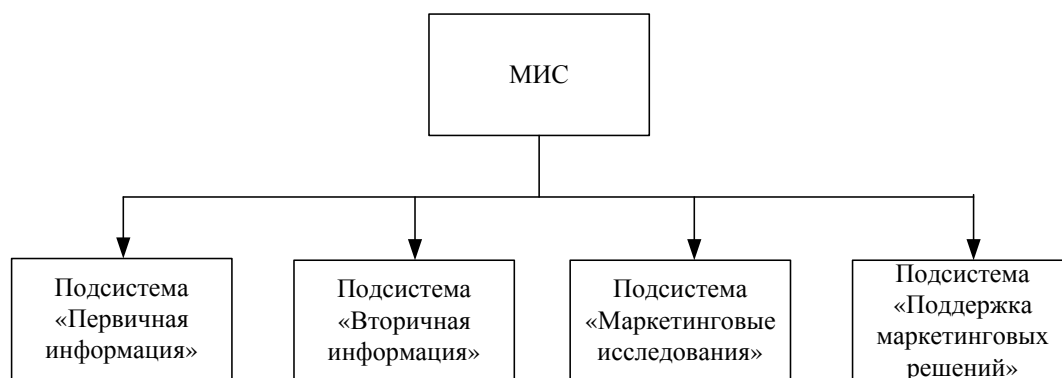 МИС
Подсистема
«Первичная
информация»
Подсистема
«Вторичная
информация»
Подсистема
«Маркетинговые
исследования»
Подсистема
«Поддержка
маркетинговых
решений»